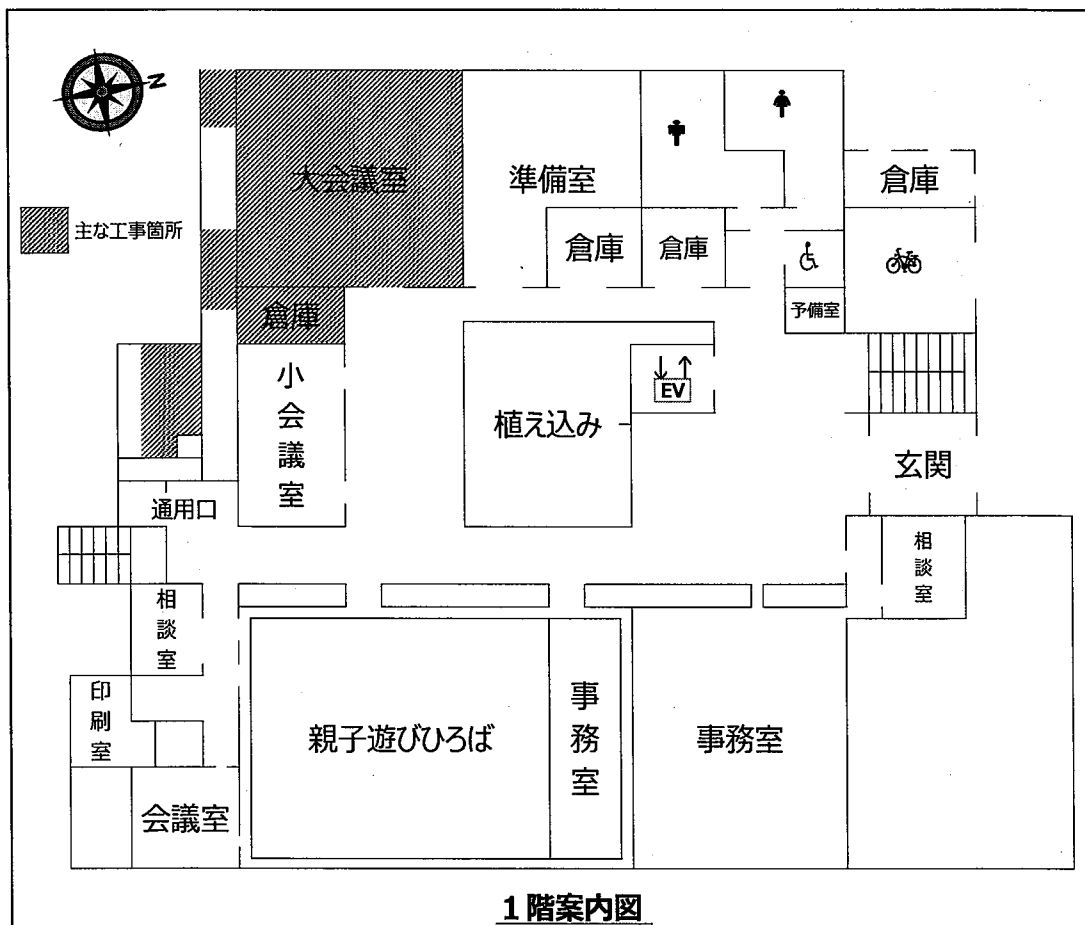 N
主な工事箇所
大会議室
準備室
倉庫
倉庫
倉庫
倉庫
予備室
小会議室
植え込み
EV
玄関
通用口
相談室
相談室
印刷室
親子遊びひろば
事務室
事務室
会議室
1階案内図